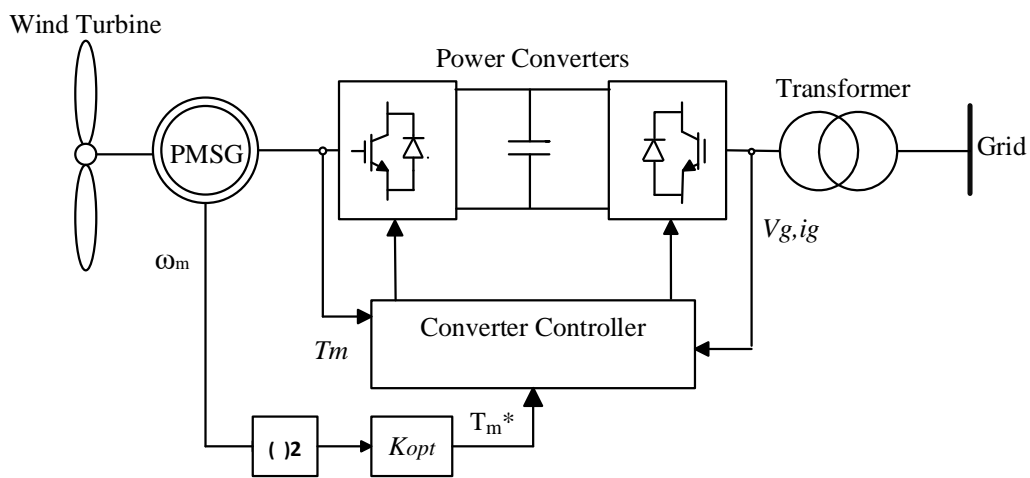 Wind Turbine
Power Converters
Transformer
PMSG
Grid
Vg,ig
ωm
Converter Controller
Tm
Tm*
( )2
Kopt